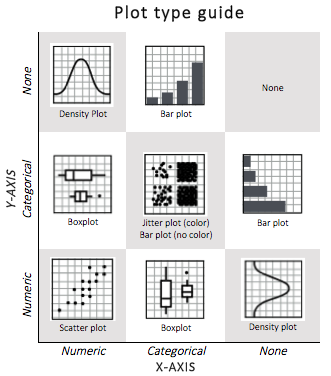 Plot type guide
None
Density Plot
Bar plot
None
Y-AXIS
Categorical
Boxplot
Jitter plot (color)
Bar plot (no color)
Bar plot
Numeric
Scatter plot
Boxplot
Density plot
Numeric
Categorical
None
X-AXIS